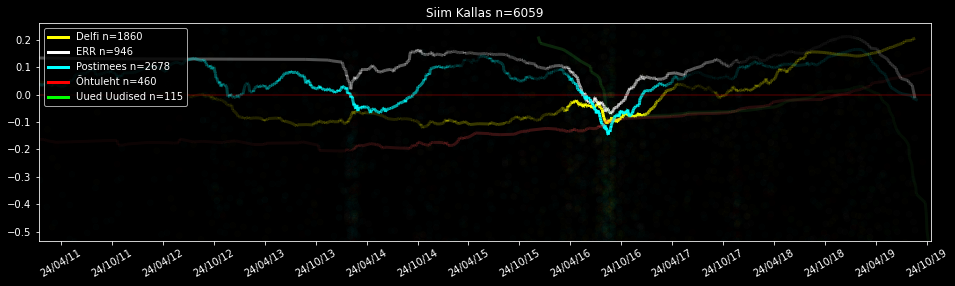 Siim Kallas n=6059
Delfi n=1860
ERR n=946
Postimees n=2678
Õhtuleht n=460
Uued Uudised n=115
0.2
0.1
0.0
−0.1
−0.2
−0.3
−0.4
−0.5
24/04/11 24/10/11 24/04/12 24/10/12 24/04/13 24/10/13 24/04/14 24/10/14 24/04/15 24/10/15 24/04/16 24/10/16 24/04/17 24/10/17 24/04/18 24/10/18 24/04/19 24/10/19